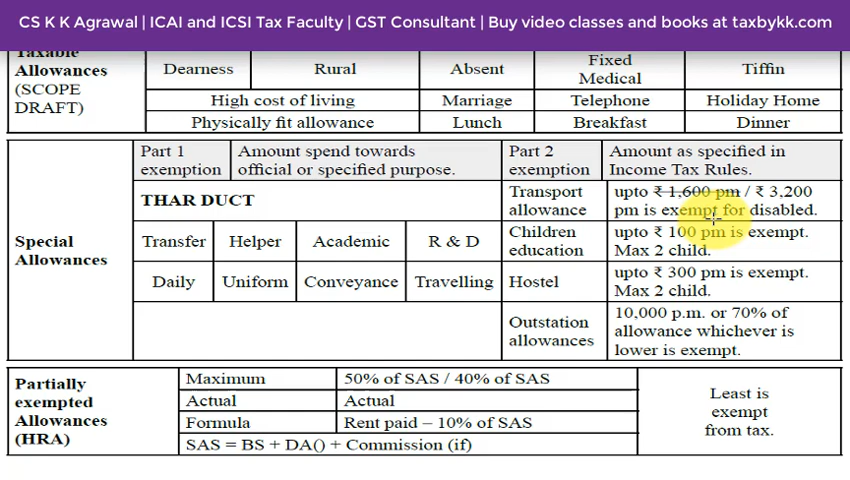 CS K K Agrawal | ICAI and ICSI Tax Faculty | GST Consultant | Buy video classes and books at taxbykk.com
Taxable
Allowances
(SCOPE
DRAFT)
Dearness
Rural
Absent
Fixed
Medical
Tiffin
High cost of living
Marriage
Telephone
Holiday Home
Physically fit allowance
Lunch
Breakfast
Dinner
Special
Allowances
Part 1
exemption
Amount spend towards
official or specified purpose.
Part 2
exemption
Amount as specified in
Income Tax Rules.
THAR DUCT
Transport
allowance
upto ₹ 1,600 pm / ₹ 3,200
pm is exempt for disabled.
Transfer
Helper
Academic
R & D
Children
education
upto ₹ 100 pm is exempt.
Max 2 child.
Daily
Uniform
Conveyance
Travelling
Hostel
upto ₹ 300 pm is exempt.
Max 2 child.
Outstation
allowances
10,000 p.m. or 70% of
allowance whichever is
lower is exempt.
Partially
exempted
Allowances
(HRA)
Maximum
50% of SAS / 40% of SAS
Actual
Actual
Formula
Rent paid – 10% of SAS
SAS = BS + DA() + Commission (if)
Least is
exempt
from tax.